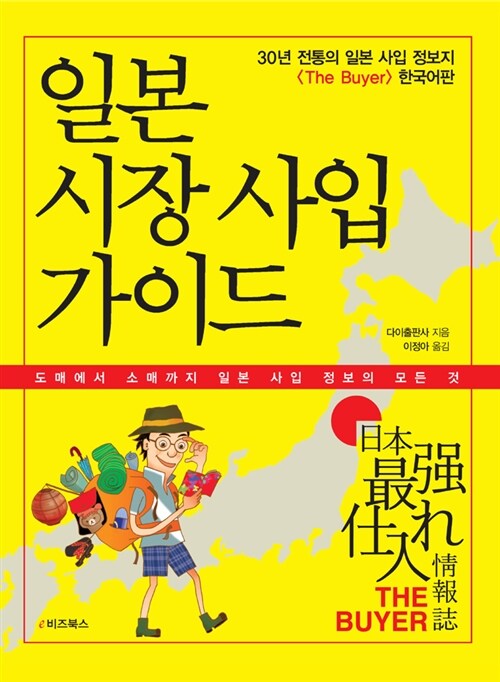 30년 전통의 일본 사입 정보지
〈The Buyer〉 한국어판
일본
시장 사입
가이드
다이출판사 지음
이정아 옮김
도매에서 소매까지 일본 사입 정보의 모든 것
日本
最强
仕入れ
情報誌
THE
BUYER
e비즈북스